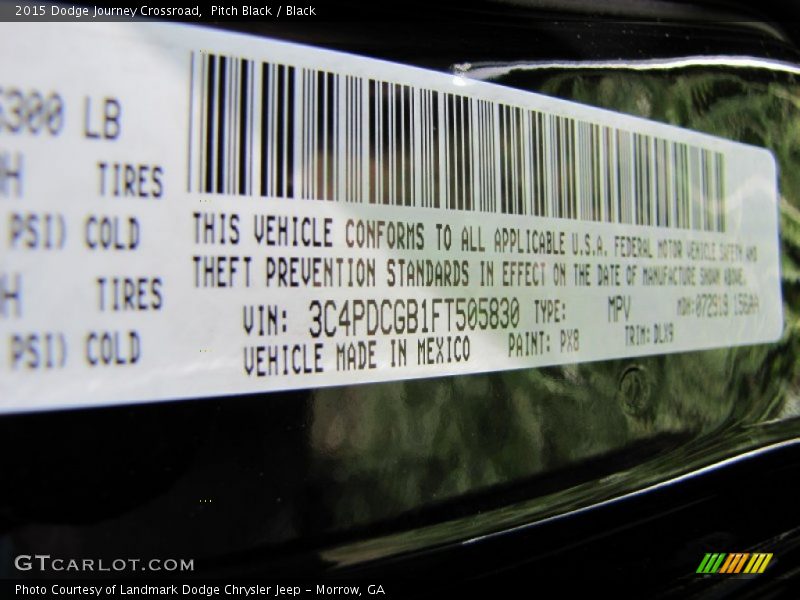 2015 Dodge Journey Crossroad, Pitch Black / Black
300 LB
TIRES
PSI) COLD
TIRES
PSI) COLD
THIS VEHICLE CONFORMS TO ALL APPLICABLE U.S.A. FEDERAL MOTOR VEHICLE SAFETY AND
THEFT PREVENTION STANDARDS IN EFFECT ON THE DATE OF MANUFACTURE SHOWN ABOVE.
VIN: 3C4PDCGB1FT505830 TYPE: MPV
VEHICLE MADE IN MEXICO PAINT: PX8 TRIM: DLX9
GTCARLOT.COM
Photo Courtesy of Landmark Dodge Chrysler Jeep – Morrow, GA